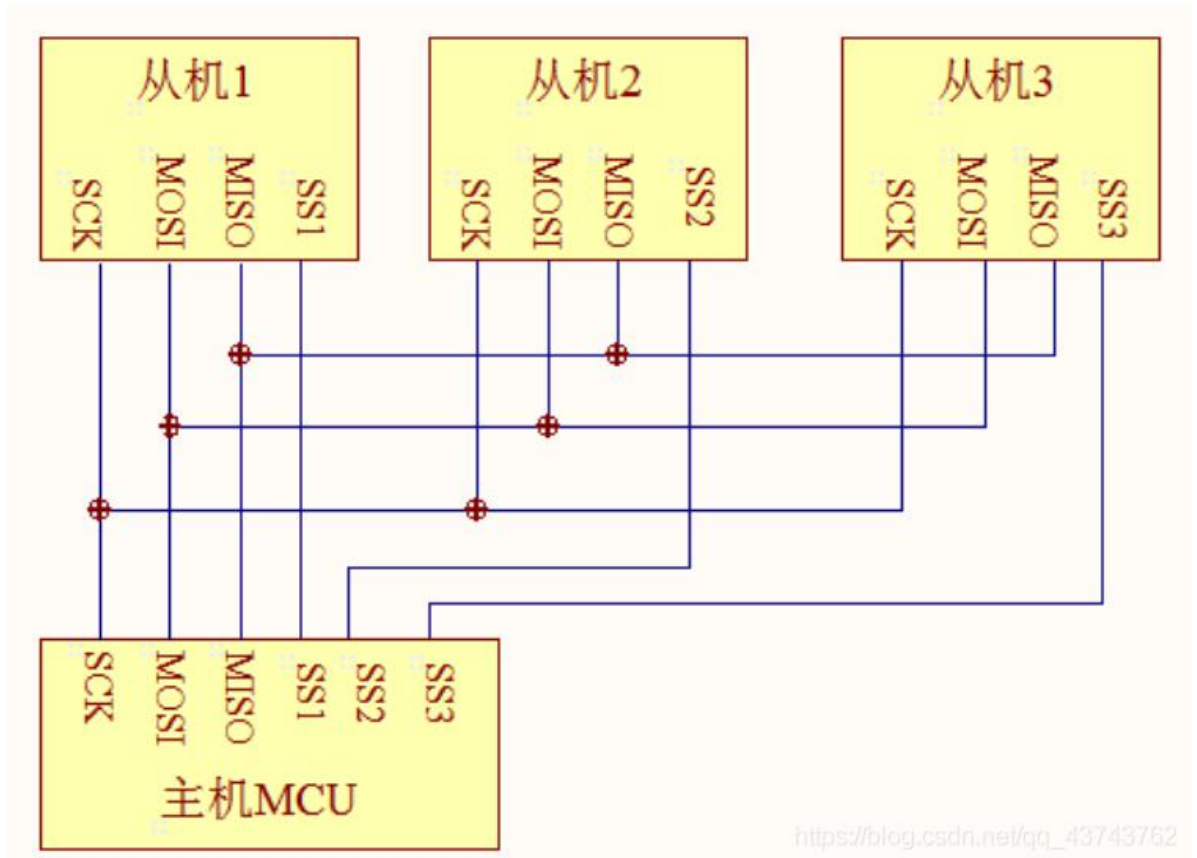 从机1
SCK
MOSI
MISO
SS1
从机2
SCK
MOSI
MISO
SS2
从机3
SCK
MOSI
MISO
SS3
SCK
MOSI
MISO
SS1
SS2
SS3
主机MCU
https://blog.csdn.net/qq_43743762